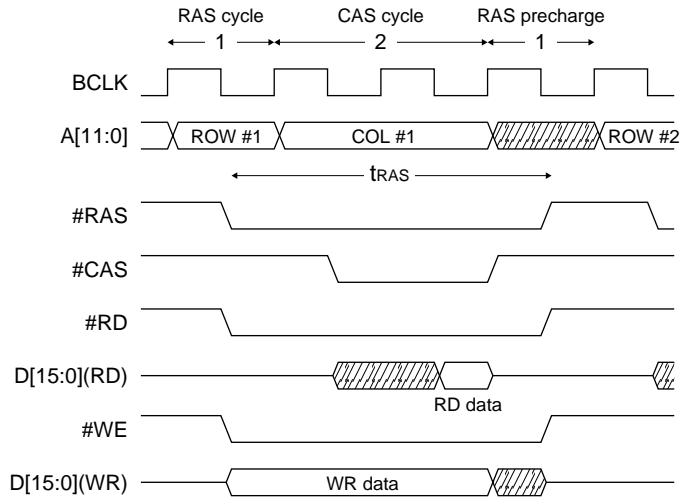 RAS cycle CAS cycle RAS precharge
1 2 1
BCLK
A[11:0] ROW #1 COL #1 ROW #2
tRAS
#RAS
#CAS
#RD
D[15:0](RD)
RD data
#WE
D[15:0](WR) WR data